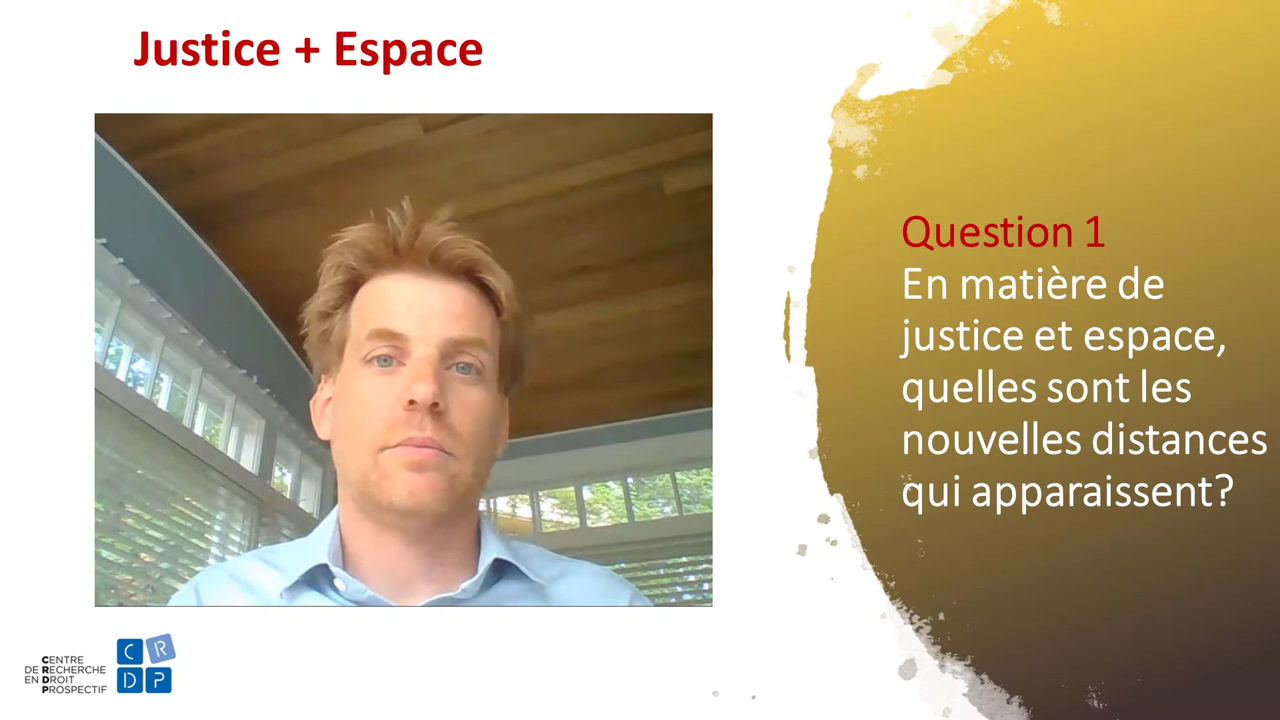 Justice + Espace
Question 1
En matière de
justice et espace,
quelles sont les
nouvelles distances
qui apparaissent?
CENTRE
DE RECHERCHE
EN DROIT
PROSPECTIF
C R
D P